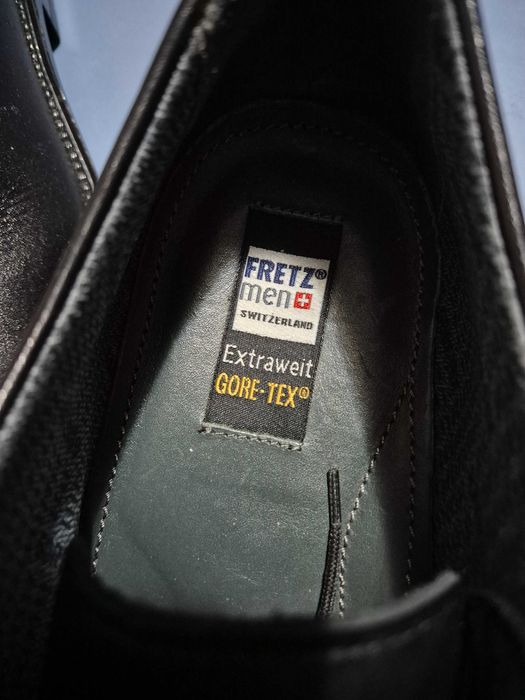 FRETZ®
men
SWITZERLAND
Extraweit
GORE-TEX®